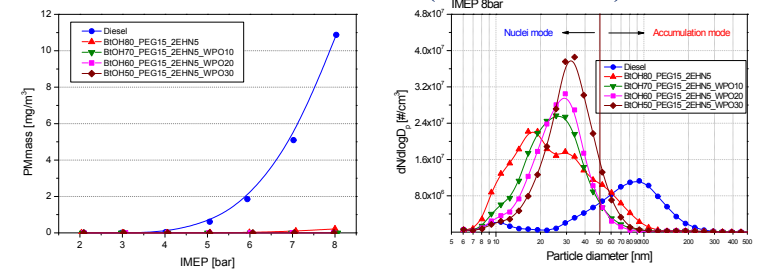 IMEP 8bar
12
10
8
6
4
2
0
PMmass [mg/m³]
Diesel
BtOH80_PEG15_2EHN5
BtOH70_PEG15_2EHN5_WPO10
BtOH60_PEG15_2EHN5_WPO20
BtOH50_PEG15_2EHN5_WPO30
2 3 4 5 6 7 8
IMEP [bar]
4.8x10⁷
4.0x10⁷
3.2x10⁷
2.4x10⁷
1.6x10⁷
8.0x10⁶
dN/dlogDₚ [#/cm³]
Nuclei mode
Accumulation mode
Diesel
BtOH80_PEG15_2EHN5
BtOH70_PEG15_2EHN5_WPO10
BtOH60_PEG15_2EHN5_WPO20
BtOH50_PEG15_2EHN5_WPO30
5 6 7 8 9 10 20 30 40 50 60 70 80 90 100 200 300 400 500
Particle diameter [nm]